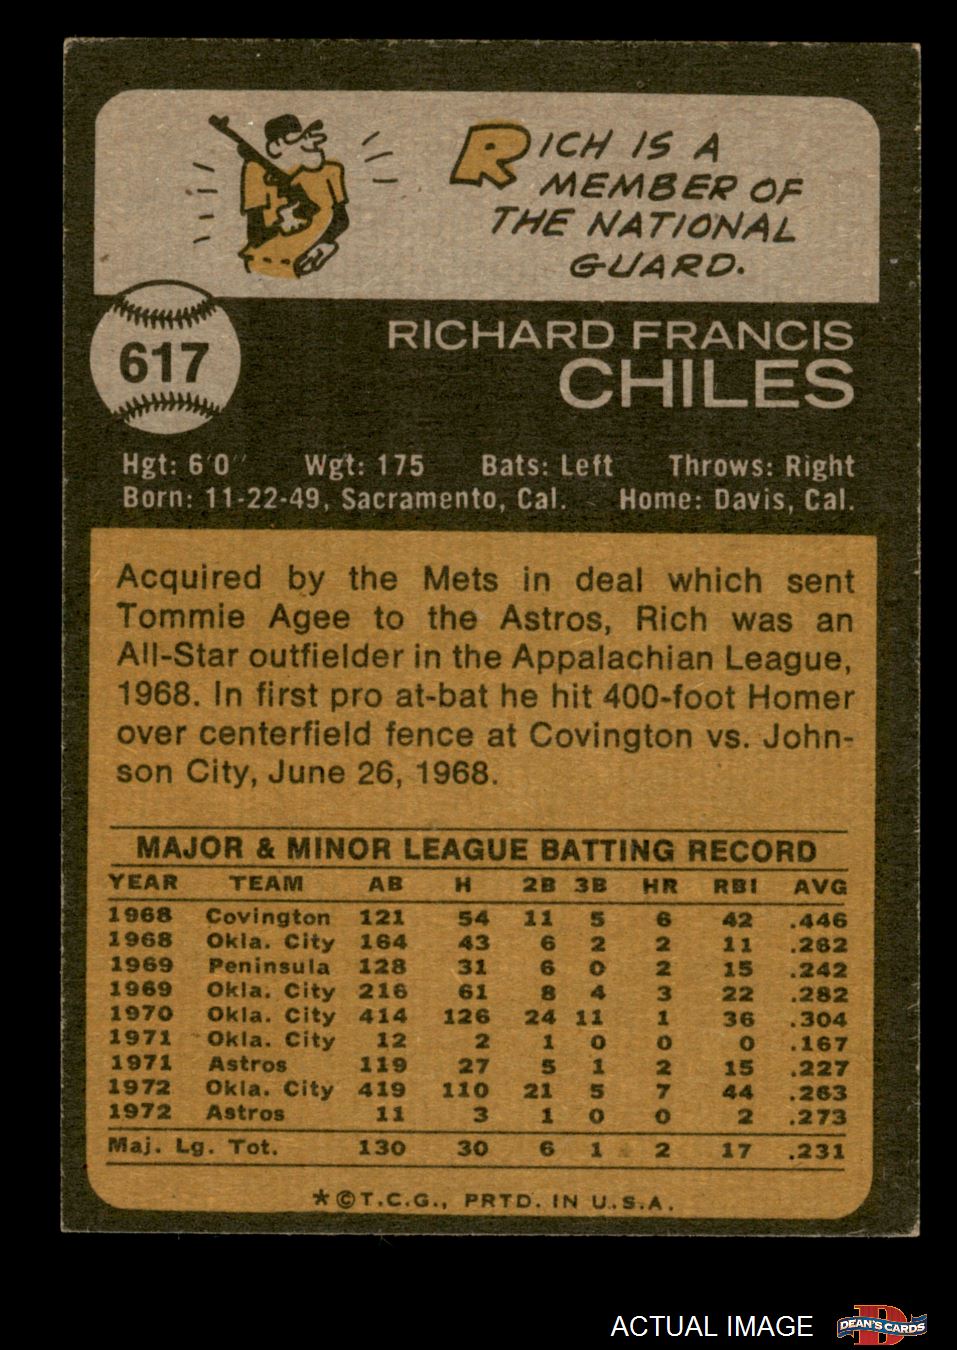 RICH IS A
MEMBER OF
THE NATIONAL
GUARD.
617
RICHARD FRANCIS
CHILES
Hgt: 6'0" Wgt: 175 Bats: Left Throws: Right
Born: 11-22-49, Sacramento, Cal. Home: Davis, Cal.
Acquired by the Mets in deal which sent
Tommie Agee to the Astros, Rich was an
All-Star outfielder in the Appalachian League,
1968. In first pro at-bat he hit 400-foot Homer
over centerfield fence at Covington vs. John-
son City, June 26, 1968.
MAJOR & MINOR LEAGUE BATTING RECORD
YEAR TEAM AB H 2B 3B HR RBI AVG
1968 Covington 121 54 11 5 6 42 .446
1968 Okla. City 164 43 6 2 2 11 .262
1969 Peninsula 128 31 6 0 2 15 .242
1969 Okla. City 216 61 8 4 3 22 .282
1970 Okla. City 414 126 24 11 1 36 .304
1971 Okla. City 12 2 1 0 0 0 .167
1971 Astros 119 27 5 1 2 15 .227
1972 Okla. City 419 110 21 5 7 44 .263
1972 Astros 11 3 1 0 0 2 .273
Maj. Lg. Tot. 130 30 6 1 2 17 .231
*©T.C.G., PRTD. IN U.S.A.
ACTUAL IMAGE
D
DEAN'S CARDS